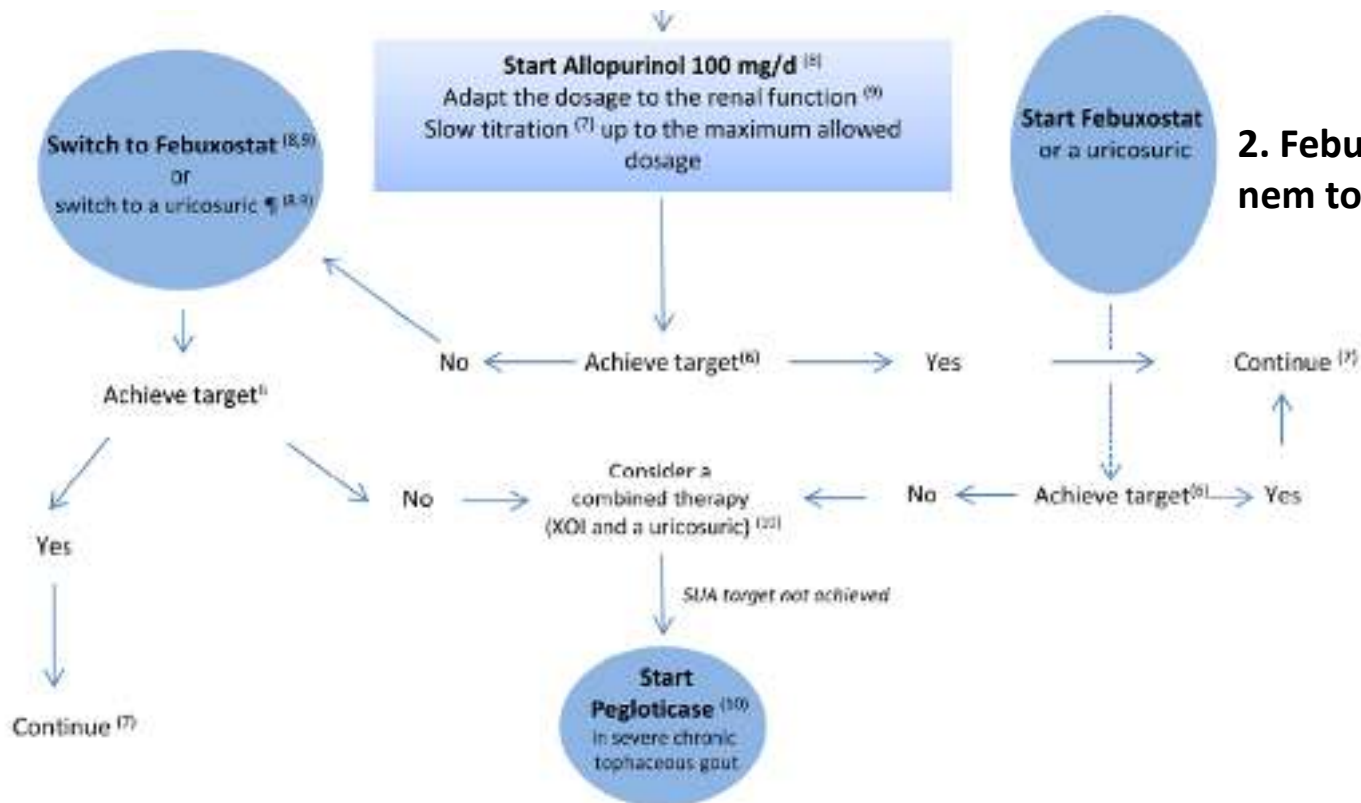 Start Allopurinol 100 mg/d (8)
Adapt the dosage to the renal function (9)
Slow titration (7) up to the maximum allowed
dosage
Switch to Febuxostat (8,9)
or
switch to a uricosuric ¶ (8,9)
Start Febuxostat
or a uricosuric
2. Febu
nem to
No
Achieve target(6)
Yes
Continue (7)
Achieve target
Consider a
combined therapy
(XOI and a uricosuric)
No
No
Achieve target(6)
Yes
Yes
SUA target not achieved
Start
Pegloticase (10)
In severe chronic
tophaceous gout
Continue (7)